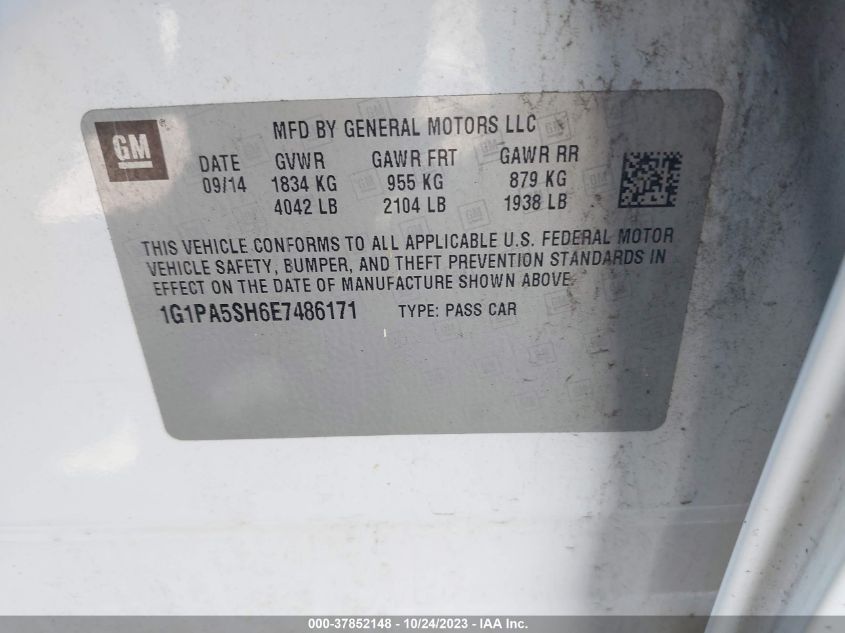 GM ® MFD BY GENERAL MOTORS LLC
DATE GVWR GAWR FRT GAWR RR
09/14 1834 KG 955 KG 879 KG
4042 LB 2104 LB 1938 LB
THIS VEHICLE CONFORMS TO ALL APPLICABLE U.S. FEDERAL MOTOR
VEHICLE SAFETY, BUMPER, AND THEFT PREVENTION STANDARDS IN
EFFECT ON THE DATE OF MANUFACTURE SHOWN ABOVE.
1G1PA5SH6E7486171 TYPE: PASS CAR
000-37852148 - 10/24/2023 - IAA Inc.